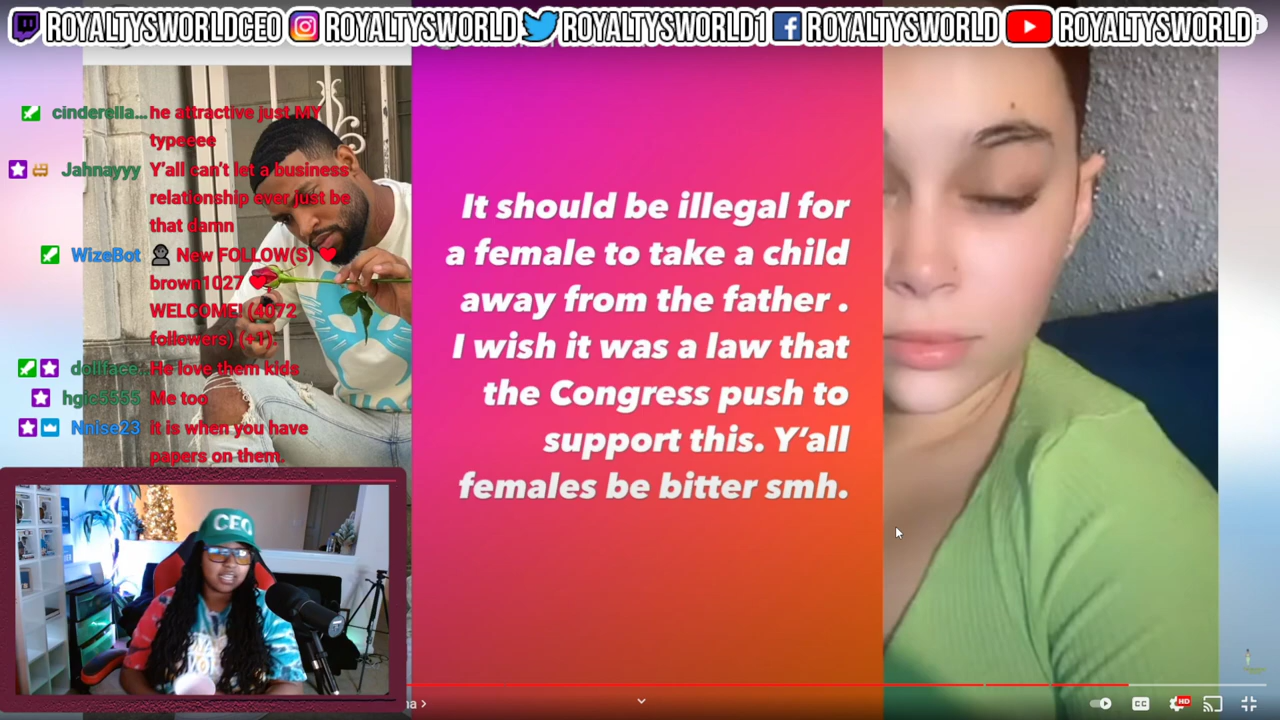 ROYALTYSWORLDCEO ROYALTYSWORLD ROYALTYSWORLD1 ROYALTYSWORLD ROYALTYSWORLD
cinderella... he attractive just MY
typeeee
Jahnayyy Y'all can't let a business
relationship ever just be
that damn
WizeBot New FOLLOW(S)
brown1027
WELCOME! (4072
followers) (+1).
dollface... He love them kids
hgic5555 Me too
Nnise23 it is when you have
papers on them.
It should be illegal for
a female to take a child
away from the father .
I wish it was a law that
the Congress push to
support this. Y'all
females be bitter smh.
CEO
CC
HD